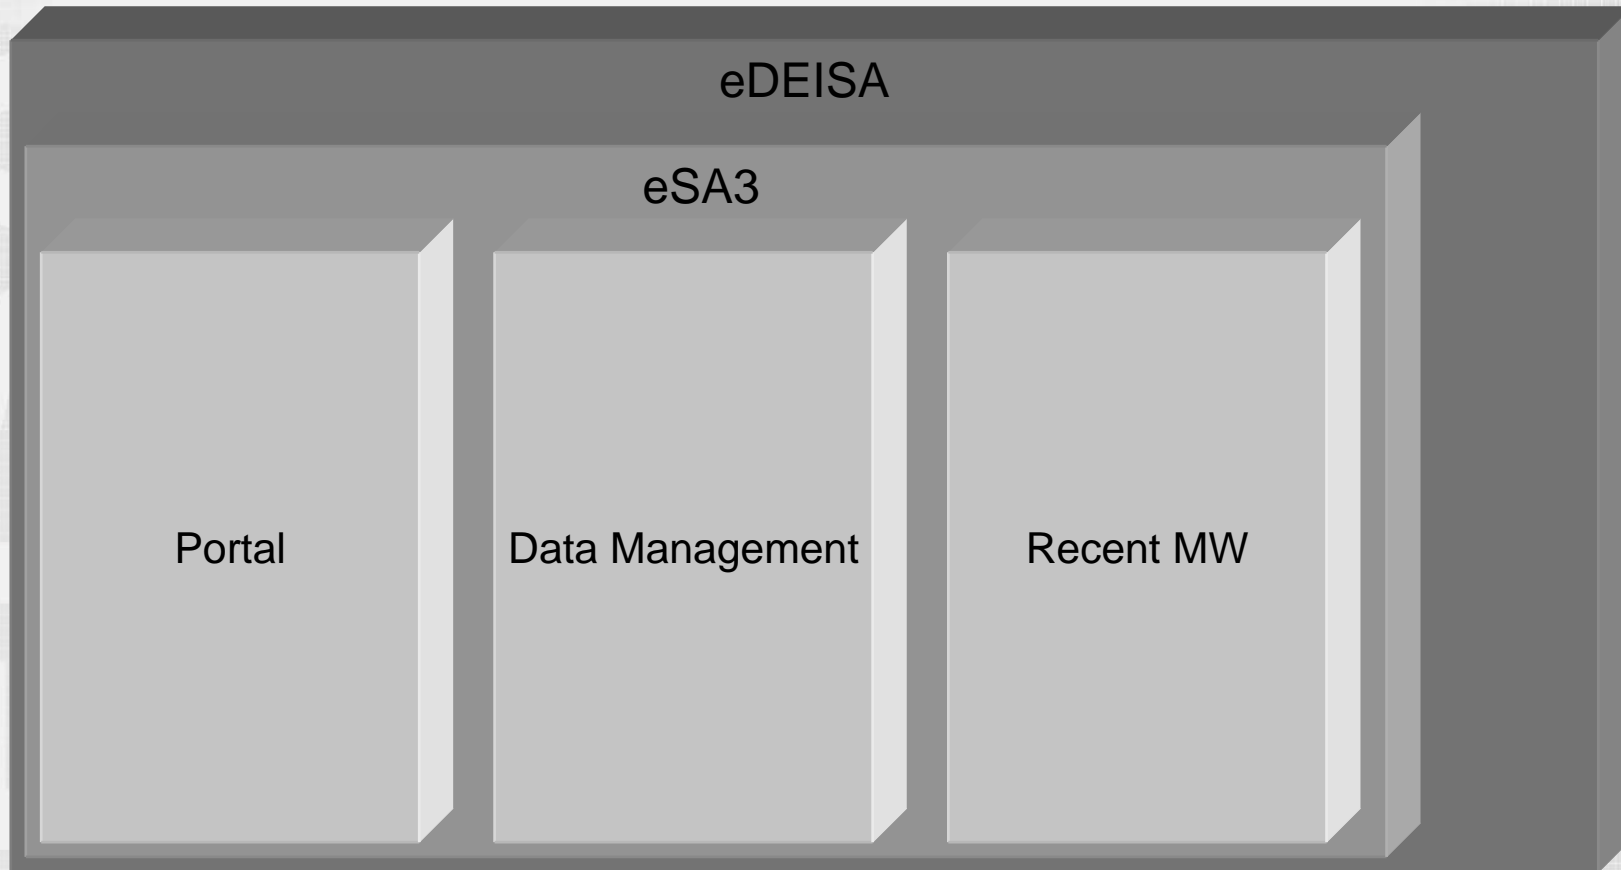 eDEISA
eSA3
Portal
Data Management
Recent MW